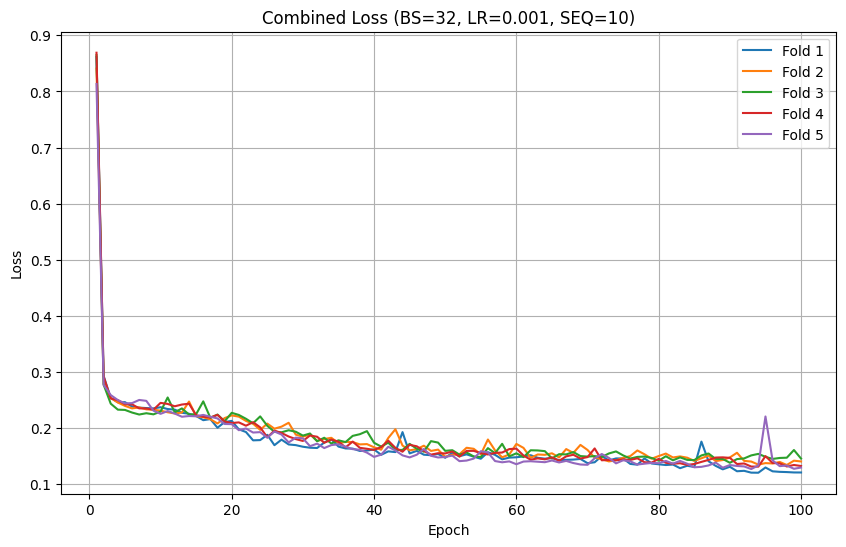 Combined Loss (BS=32, LR=0.001, SEQ=10)
0.9
0.8
0.7
0.6
0.5
0.4
0.3
0.2
0.1
Loss
Fold 1
Fold 2
Fold 3
Fold 4
Fold 5
0 20 40 60 80 100
Epoch